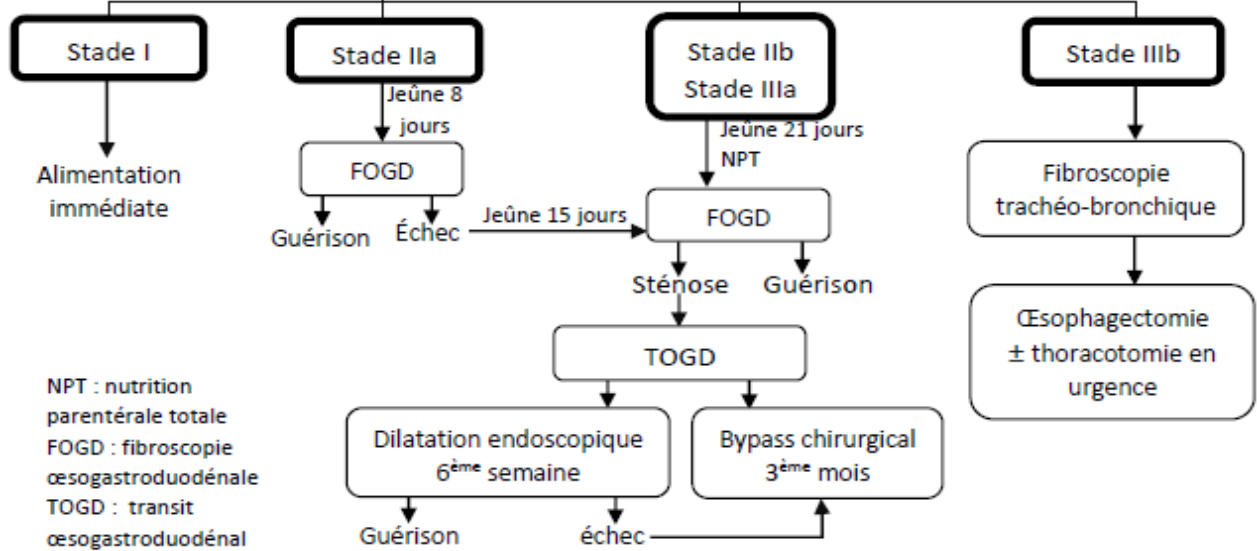 Stade I
Stade IIa
Stade IIb
Stade IIIa
Stade IIIb
Jeûne 8
jours
Jeûne 21 jours
NPT
Alimentation
immédiate
FOGD
Guérison
Échec
Jeûne 15 jours
FOGD
Sténose
Guérison
Fibroscopie
trachéo-bronchique
Œsophagectomie
± thoracotomie en
urgence
TOGD
Dilatation endoscopique
6ème semaine
Bypass chirurgical
3ème mois
Guérison
échec
NPT : nutrition
parentérale totale
FOGD : fibroscopie
œsogastroduodénale
TOGD : transit
œsogastroduodénal